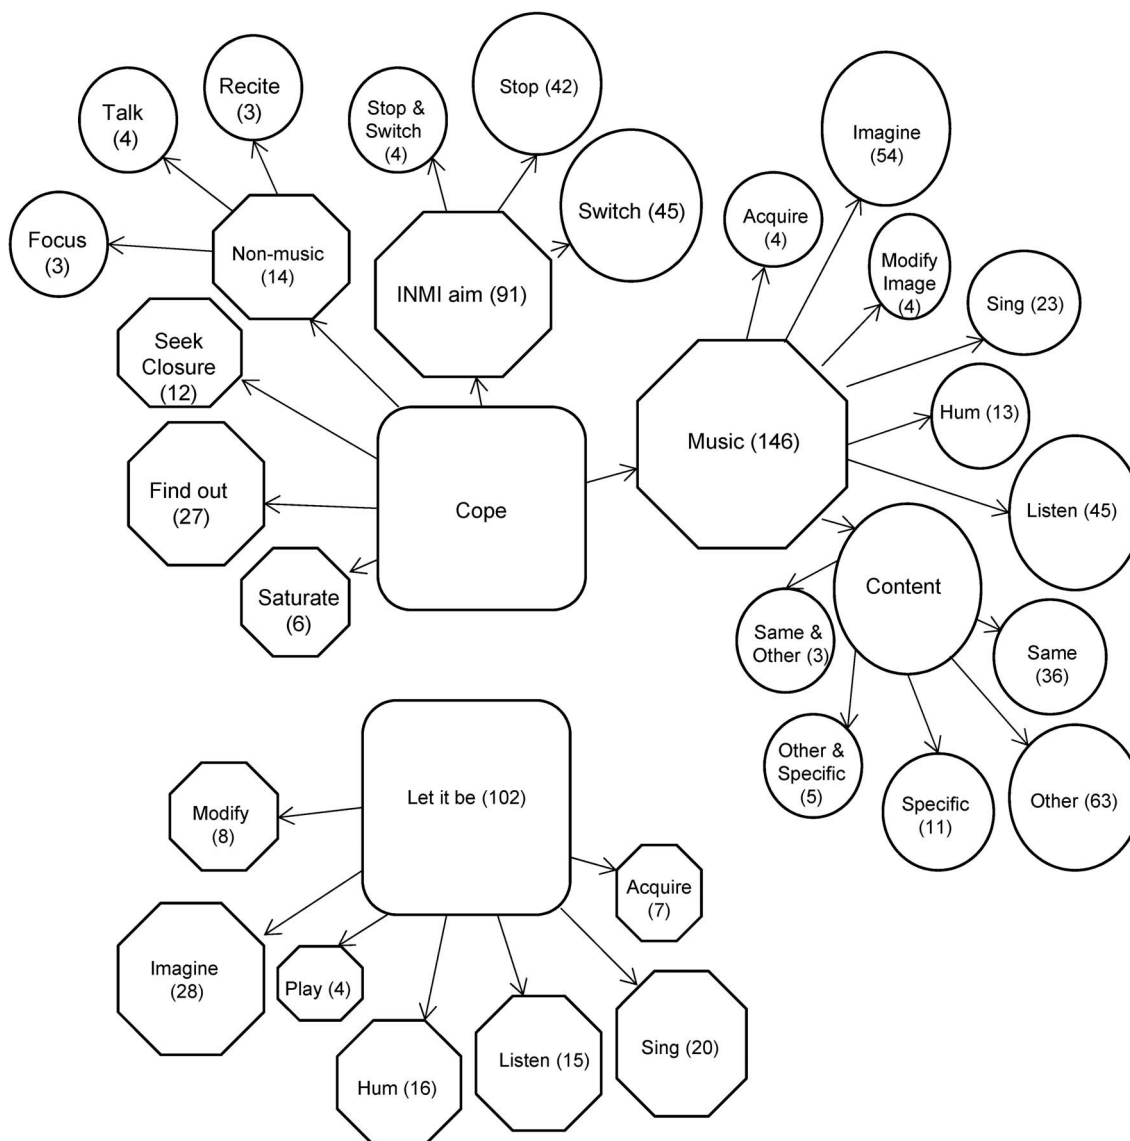 Recite
(3)
Talk
(4)
Focus
(3)
Non-music
(14)
Stop &
Switch
(4)
Stop (42)
Switch (45)
INMI aim (91)
Seek
Closure
(12)
Find out
(27)
Saturate
(6)
Cope
Music (146)
Acquire
(4)
Imagine
(54)
Modify
Image
(4)
Sing (23)
Hum (13)
Listen (45)
Content
Same &
Other (3)
Other &
Specific
(5)
Specific
(11)
Other (63)
Same
(36)
Let it be (102)
Modify
(8)
Imagine
(28)
Play (4)
Hum (16)
Listen (15)
Sing (20)
Acquire
(7)